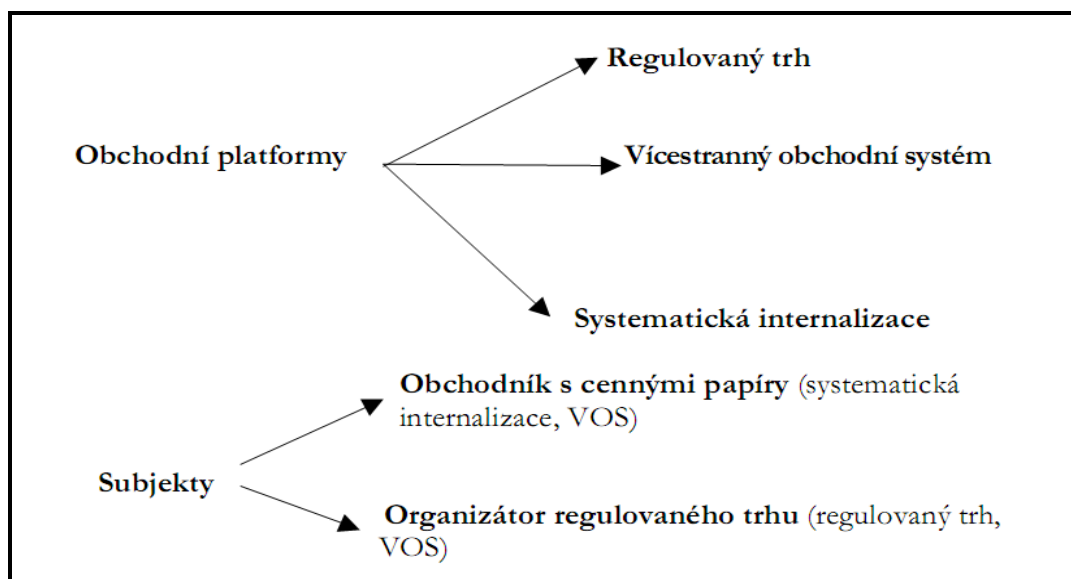 Regulovaný trh
Obchodní platformy
Vícestranný obchodní systém
Systematická internalizace
Obchodník s cennými papíry (systematická
internalizace, VOS)
Subjekty
Organizátor regulovaného trhu (regulovaný trh,
VOS)